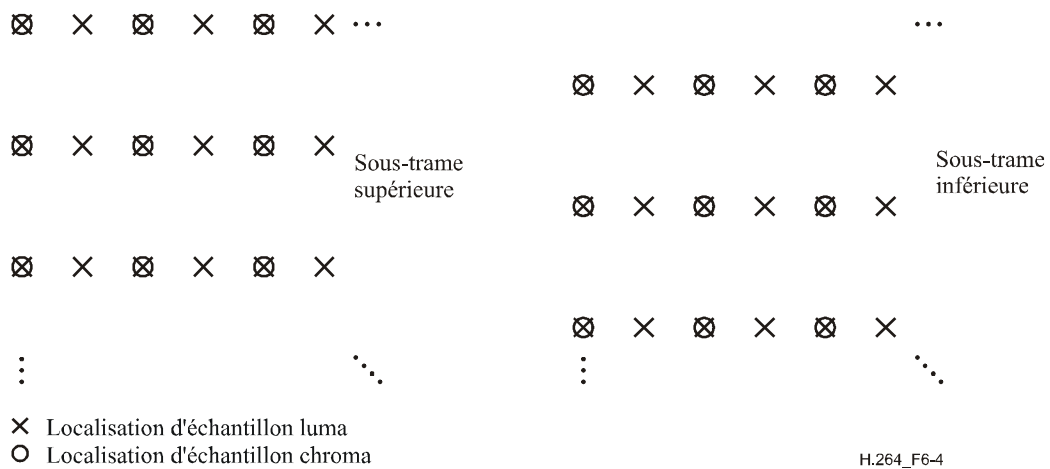 Sous-trame
supérieure
Sous-trame
inférieure
Localisation d'échantillon luma
Localisation d'échantillon chroma
H.264_F6-4